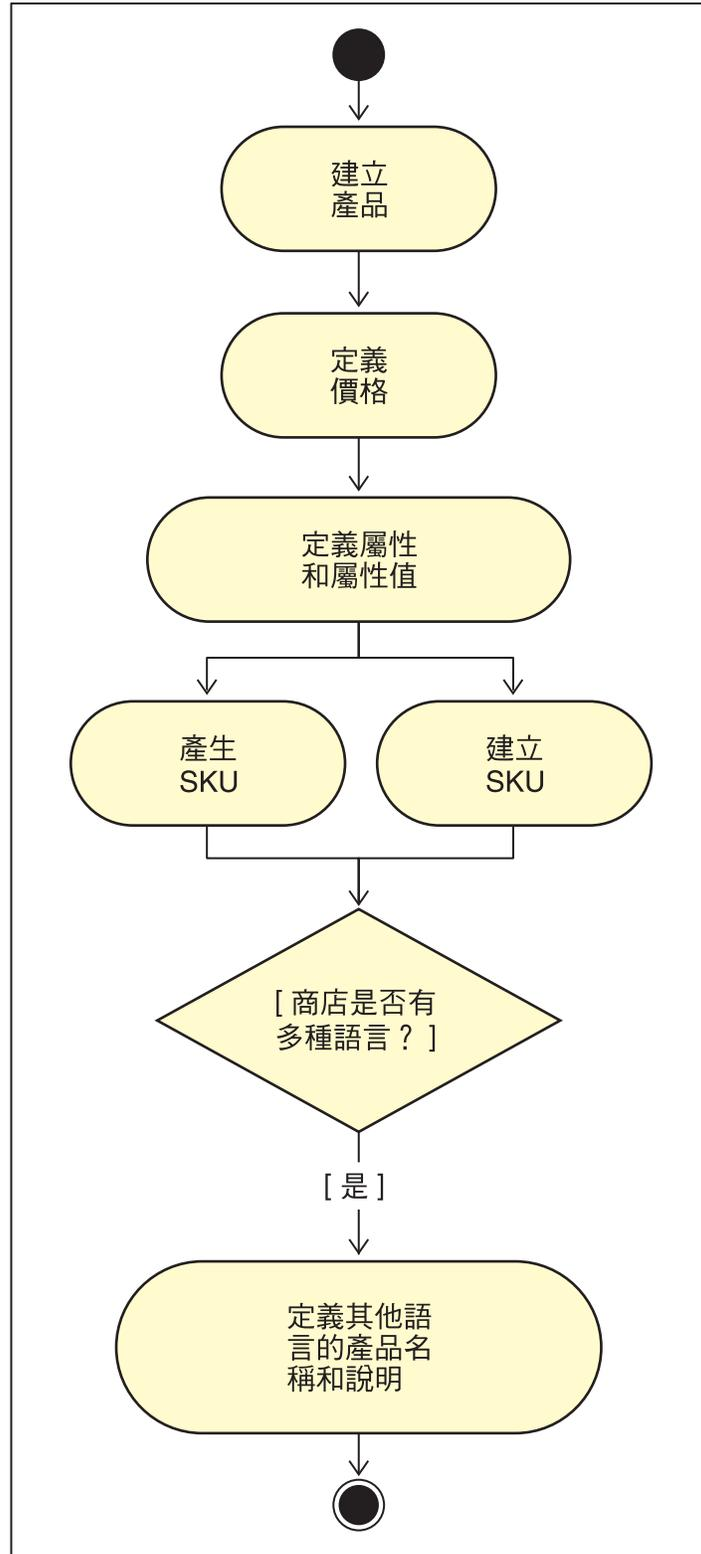 建立
產品
定義
價格
定義屬性
和屬性值
產生
SKU
建立
SKU
[ 商店是否有
多種語言？ ]
[ 是 ]
定義其他語
言的產品名
稱和說明